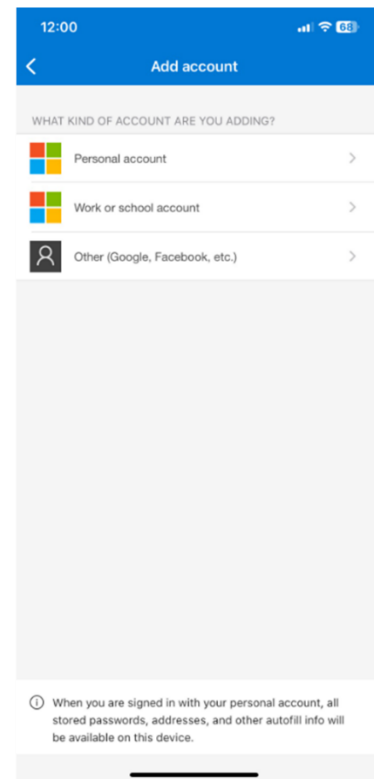 12:00
68
Add account
WHAT KIND OF ACCOUNT ARE YOU ADDING?
Personal account
Work or school account
Other (Google, Facebook, etc.)
When you are signed in with your personal account, all
stored passwords, addresses, and other autofill info will
be available on this device.